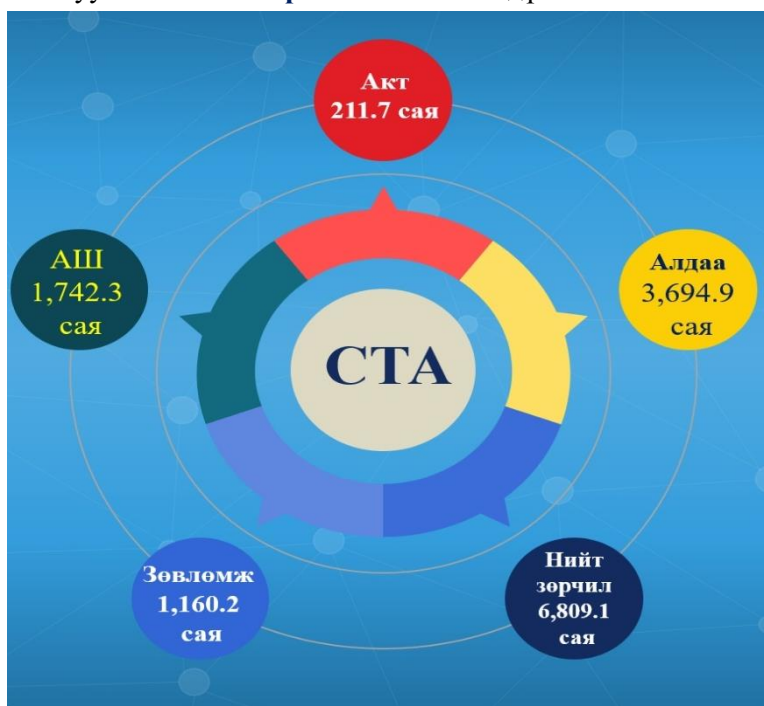 Акт
211.7 сая
АШ
1,742.3
сая
Алдаа
3,694.9
сая
СТА
Зөвлөмж
1,160.2
сая
Нийт
зөрчил
6,809.1
сая